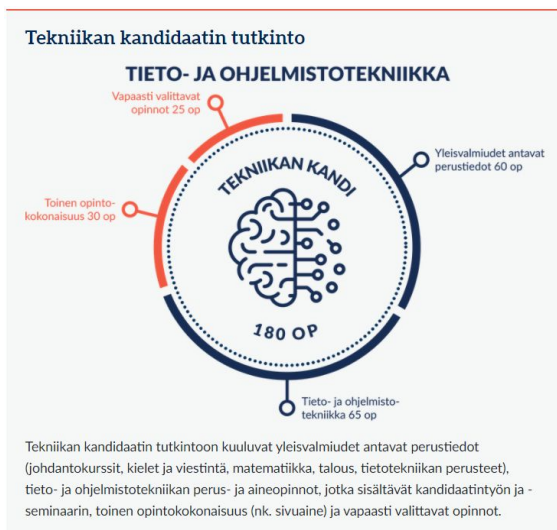 Tekniikan kandidaatin tutkinto
TIETO- JA OHJELMISTOTEKNIIKKA
Vapaasti valittavat
opinnot 25 op
Yleisvalmiudet antavat
perustiedot 60 op
TEKNIIKAN KANDI
Toinen opinto-
kokonaisuus 30 op
180 OP
Tieto- ja ohjelmisto-
tekniikka 65 op
Tekniikan kandidaatin tutkintoon kuuluvat yleisvalmiudet antavat perustiedot
(johdantokurssit, kielet ja viestintä, matematiikka, talous, tietotekniikan perusteet),
tieto- ja ohjelmistotekniikan perus- ja aineopinnot, jotka sisältävät kandidaatintyön ja -
seminaarin, toinen opintokokonaisuus (nk. sivuaine) ja vapaasti valittavat opinnot.